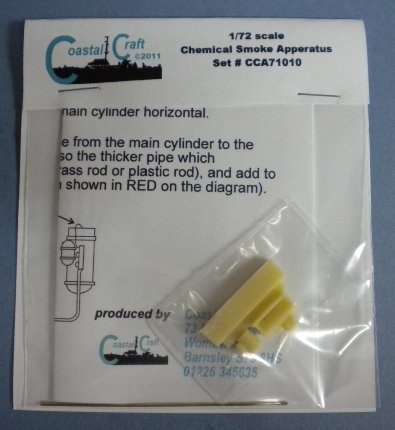 Coastal Craft
©2011
1/72 scale
Chemical Smoke Apparatus
Set # CCA71010
main cylinder horizontal.
e from the main cylinder to the
so the thicker pipe which
rass rod or plastic rod), and add to
n shown in RED on the diagram).
produced by
Coastal Craft
73
Barnsley
01226 345635